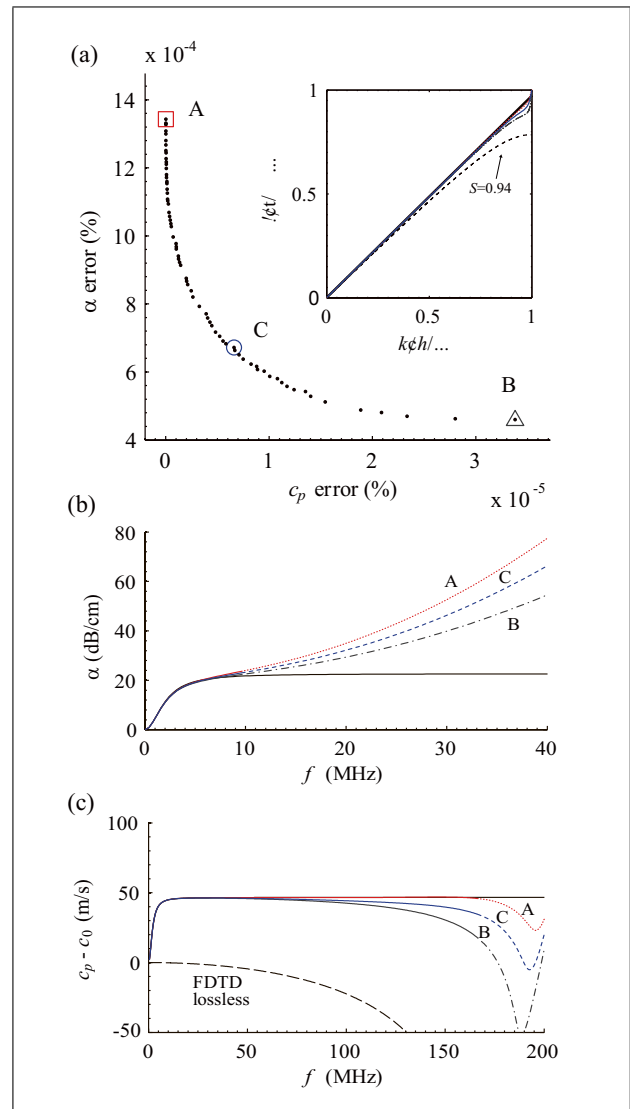 (a)
x 10⁻⁴
14
12
10
8
6
4
α error (%)
A
C
B
0
1
2
3
c_p error (%)
x 10⁻⁵
1
0.5
0
!¢t/ ...
S=0.94
0
0.5
1
k¢h/...
(b)
80
60
40
20
0
α (dB/cm)
A
C
B
0
10
20
30
40
f (MHz)
(c)
100
50
0
-50
c_p - c_0 (m/s)
A
C
B
FDTD
lossless
0
50
100
150
200
f (MHz)